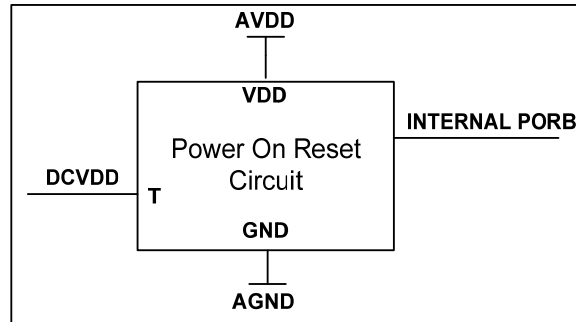 AVDD
VDD
INTERNAL PORB
Power On Reset
Circuit
DCVDD
T
GND
AGND